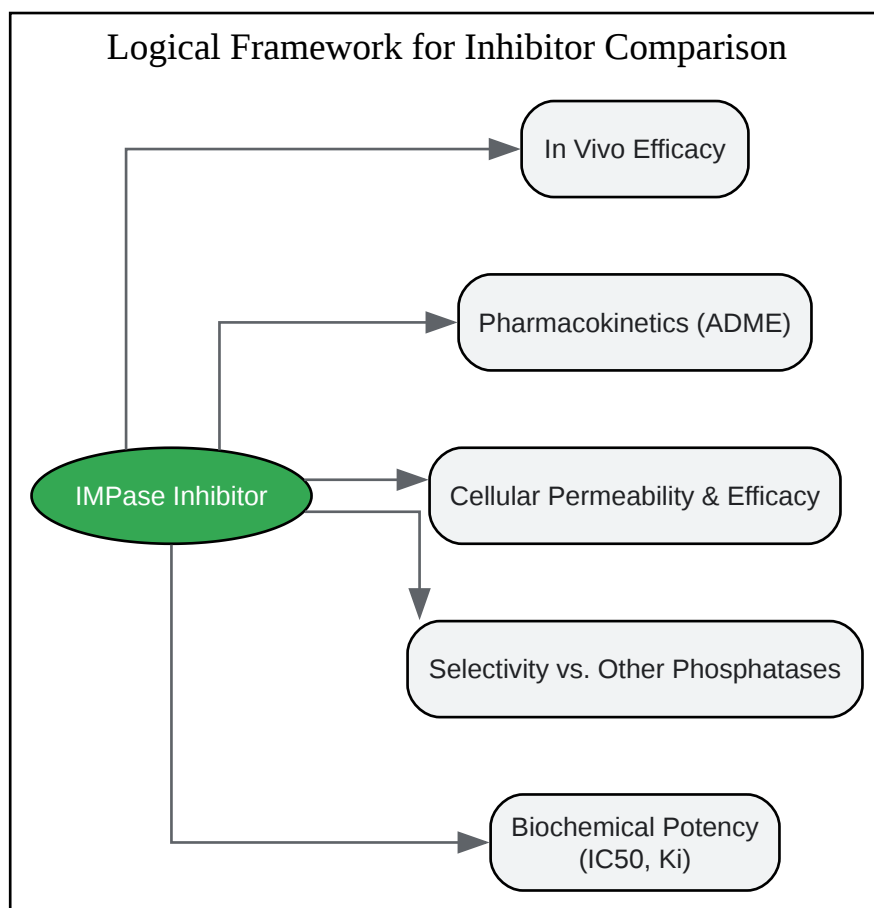 Logical Framework for Inhibitor Comparison
In Vivo Efficacy
Pharmacokinetics (ADME)
IMPase Inhibitor
Cellular Permeability & Efficacy
Selectivity vs. Other Phosphatases
Biochemical Potency
(IC50, Ki)